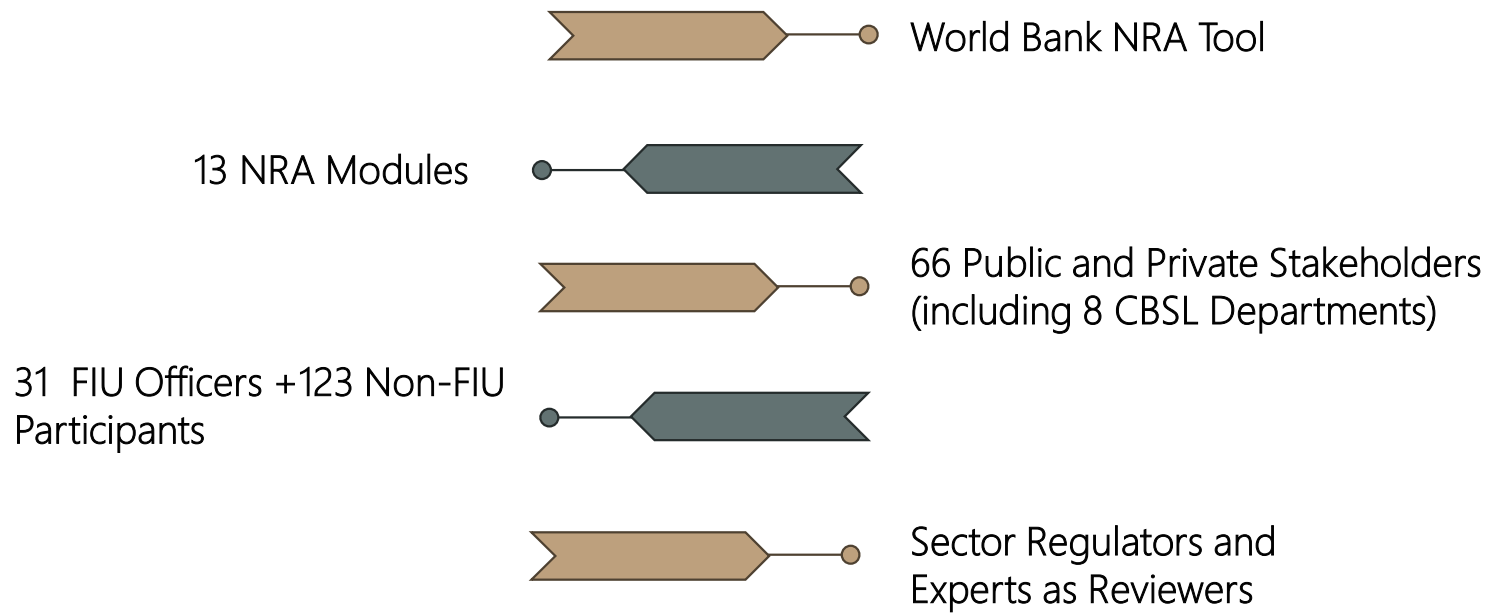 World Bank NRA Tool
13 NRA Modules
66 Public and Private Stakeholders
(including 8 CBSL Departments)
31  FIU Officers +123 Non-FIU
Participants
Sector Regulators and
Experts as Reviewers